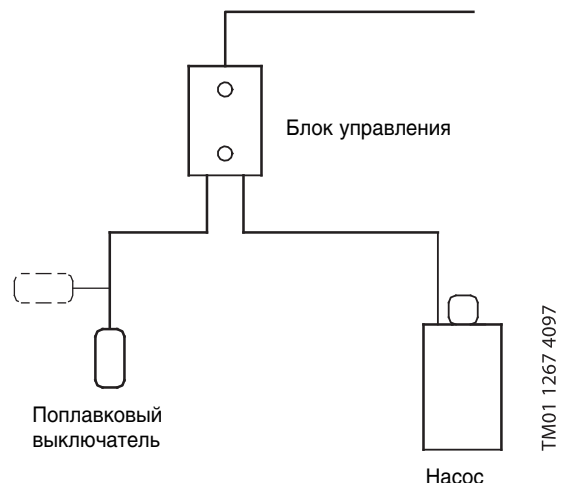 Блок управления
Поплавковый
выключатель
Насос
TM01 1267 4097